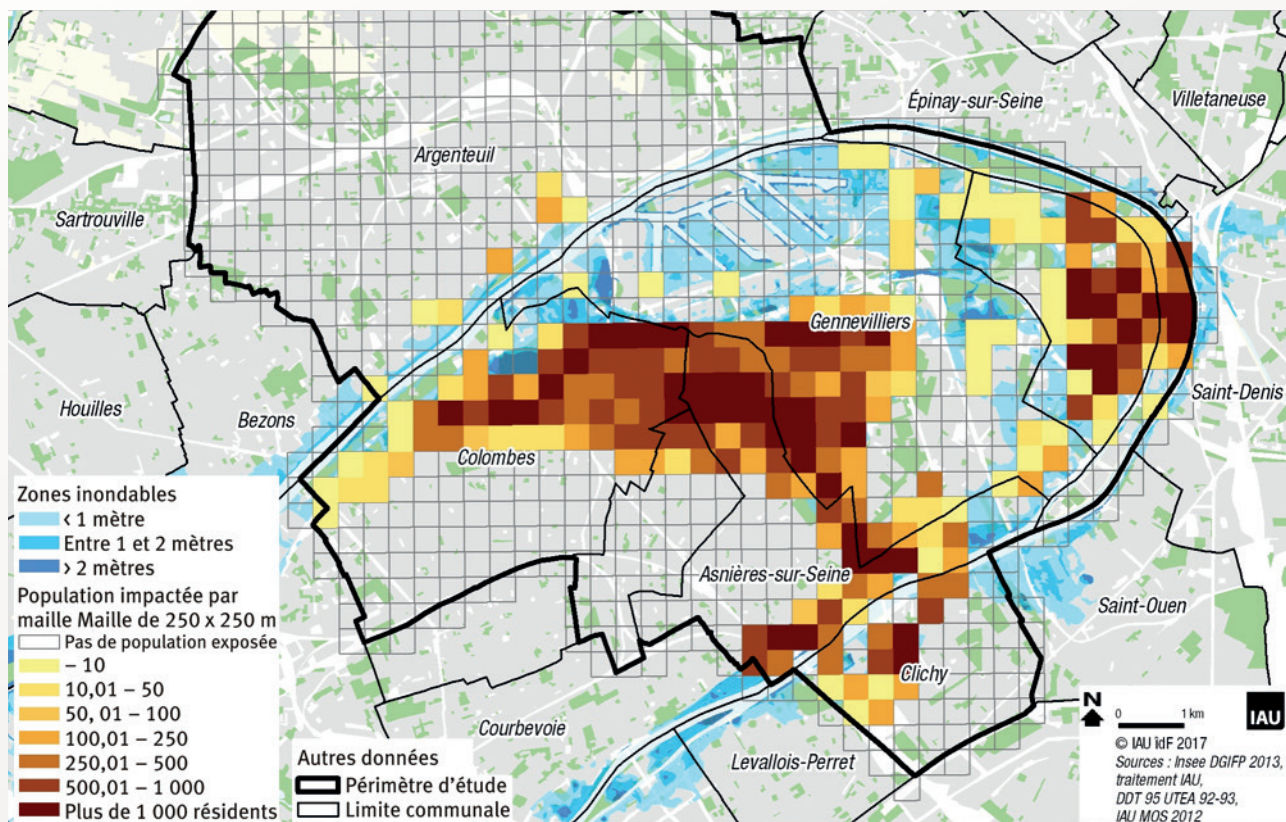 Épinay-sur-Seine
Villetaneuse
Argenteuil
Sartrouville
Gennevilliers
Saint-Denis
Houilles
Bezons
Colombes
Asnières-sur-Seine
Saint-Ouen
Clichy
Courbevoie
Levallois-Perret
Zones inondables
< 1 mètre
Entre 1 et 2 mètres
> 2 mètres
Population impactée par
maille Maille de 250 x 250 m
Pas de population exposée
– 10
10,01 – 50
50, 01 – 100
100,01 – 250
250,01 – 500
500,01 – 1 000
Plus de 1 000 résidents
Autres données
Périmètre d'étude
Limite communale
N
0 1 km
IAU
© IAU îdF 2017
Sources : Insee DGIFP 2013,
traitement IAU,
DDT 95 UTEA 92-93,
IAU MOS 2012